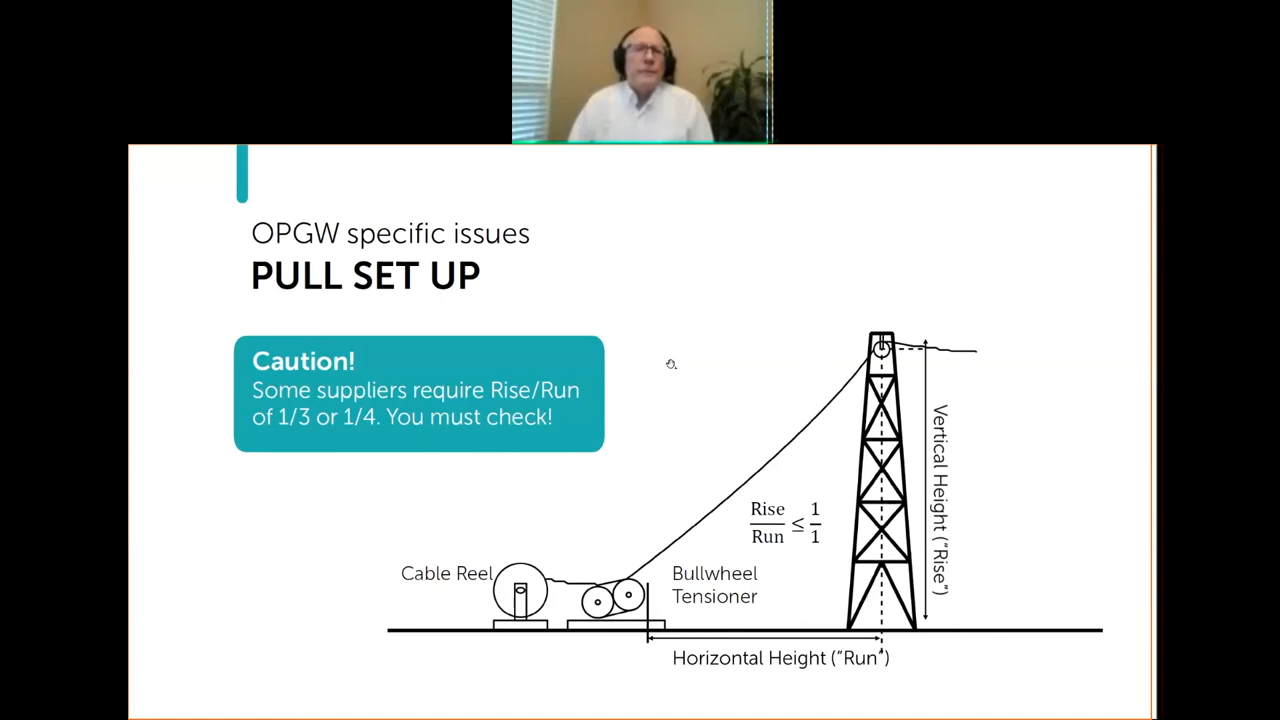 OPGW specific issues
PULL SET UP
Caution!
Some suppliers require Rise/Run
of 1/3 or 1/4. You must check!
Vertical Height ("Rise")
Rise/Run ≤ 1/1
Cable Reel
Bullwheel
Tensioner
Horizontal Height ("Run")